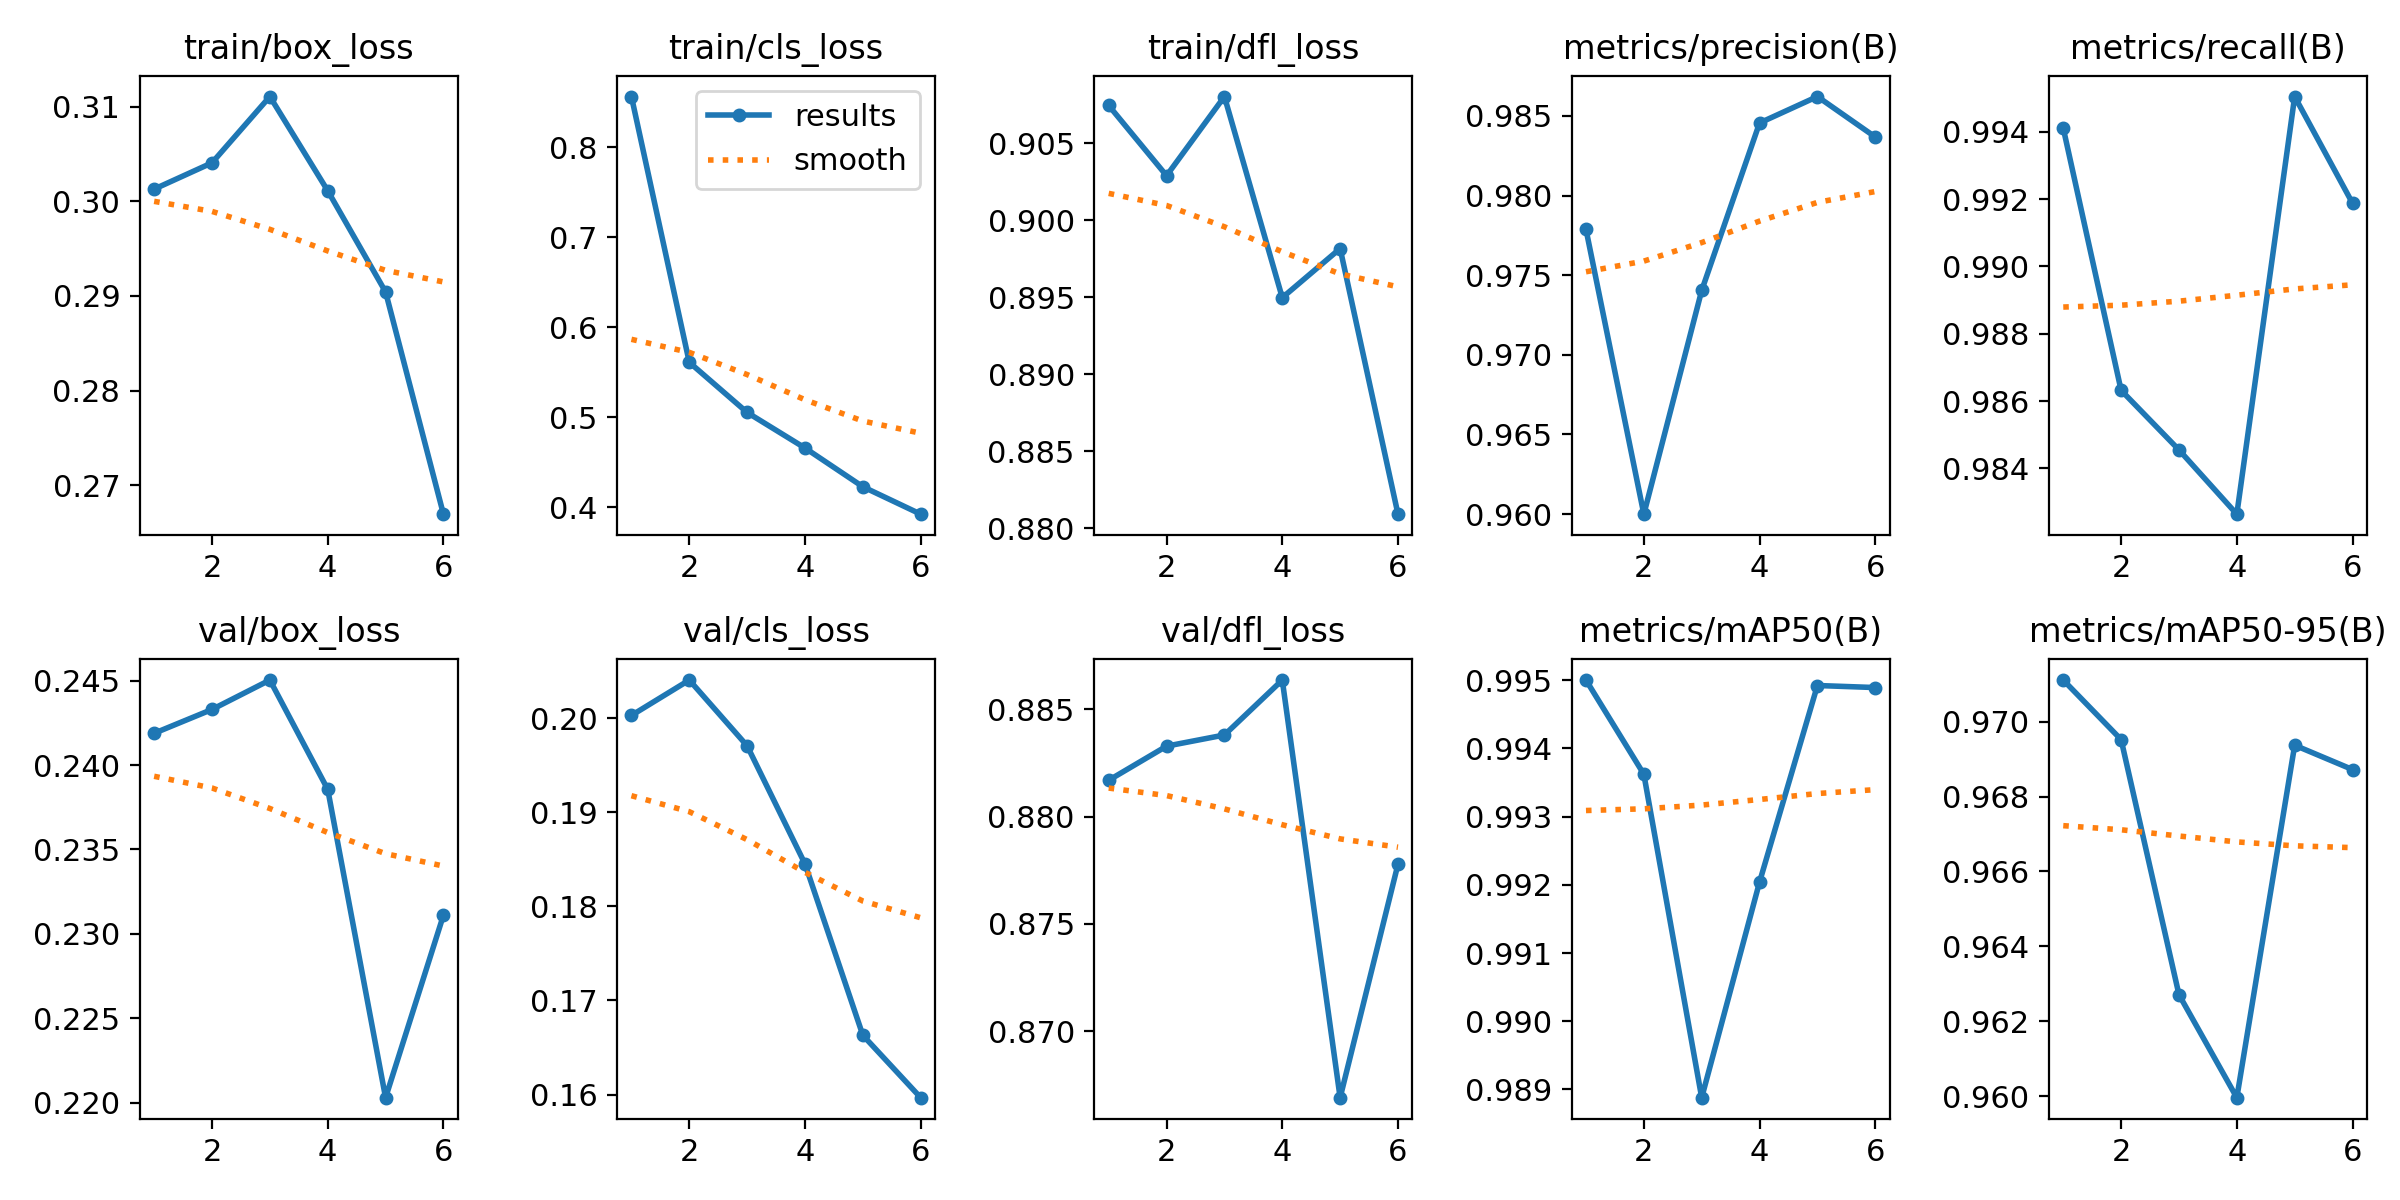 train/box_loss
0.31
0.30
0.29
0.28
0.27
2 4 6
train/cls_loss
results
smooth
0.8
0.7
0.6
0.5
0.4
2 4 6
train/dfl_loss
0.905
0.900
0.895
0.890
0.885
0.880
2 4 6
metrics/precision(B)
0.985
0.980
0.975
0.970
0.965
0.960
2 4 6
metrics/recall(B)
0.994
0.992
0.990
0.988
0.986
0.984
2 4 6
val/box_loss
0.245
0.240
0.235
0.230
0.225
0.220
2 4 6
val/cls_loss
0.20
0.19
0.18
0.17
0.16
2 4 6
val/dfl_loss
0.885
0.880
0.875
0.870
2 4 6
metrics/mAP50(B)
0.995
0.994
0.993
0.992
0.991
0.990
0.989
2 4 6
metrics/mAP50-95(B)
0.970
0.968
0.966
0.964
0.962
0.960
2 4 6